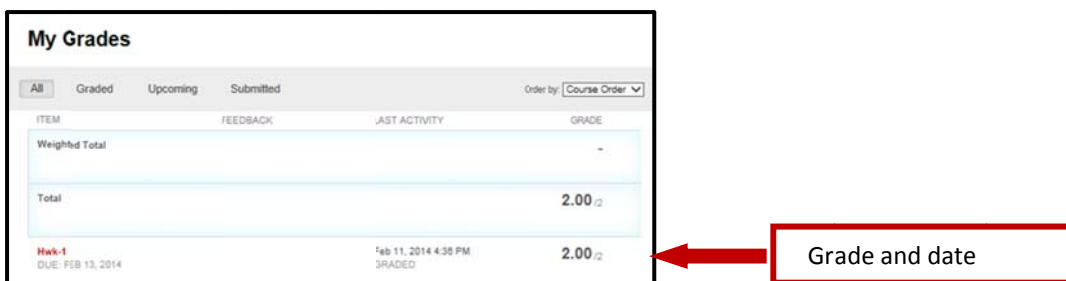 My Grades
All Graded Upcoming Submitted Order by: Course Order
ITEM FEEDBACK LAST ACTIVITY GRADE
Weighted Total -
Total 2.00 /2
Hwk-1 Feb 11, 2014 4:38 PM 2.00 /2
DUE: FEB 13, 2014 GRADED
Grade and date